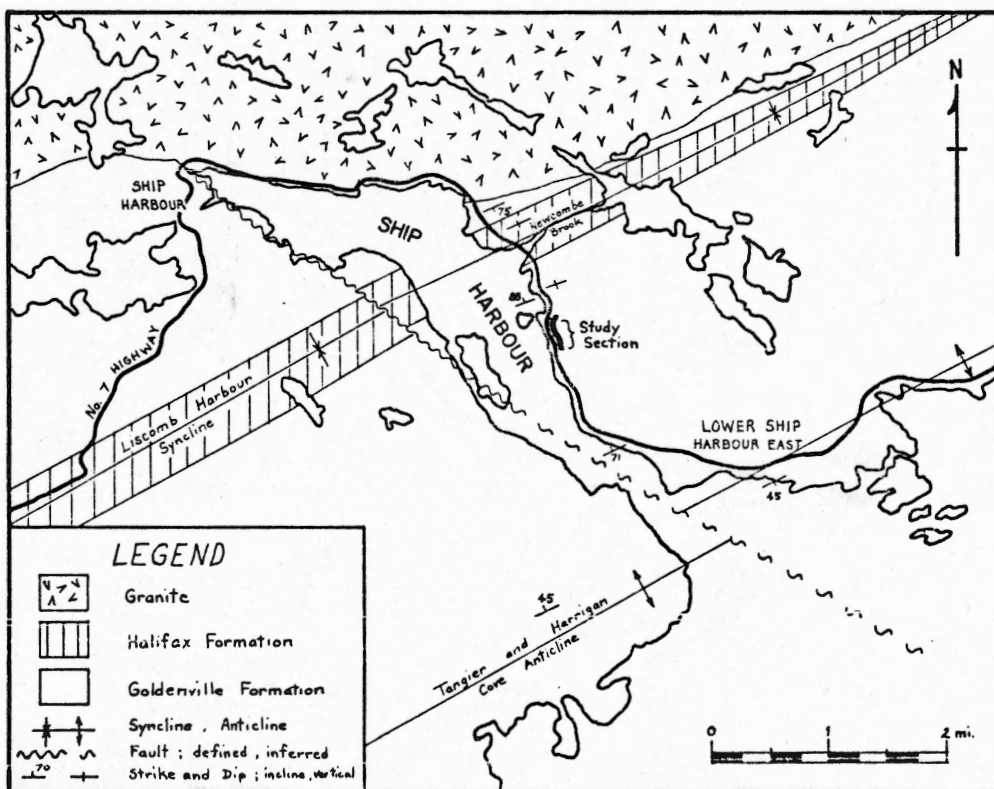 N
SHIP
HARBOUR
SHIP
HARBOUR
75
Newcombe
Brook
88
Study
Section
No. 7 HIGHWAY
Liscomb Harbour
Syncline
LOWER SHIP
HARBOUR EAST
71
45
45
Tangier and Harrigan
Cove Anticline
LEGEND
Granite
Halifax Formation
Goldenville Formation
Syncline . Anticline
Fault ; defined , inferred
70
Strike and Dip ; incline, vertical
0 1 2 mi.